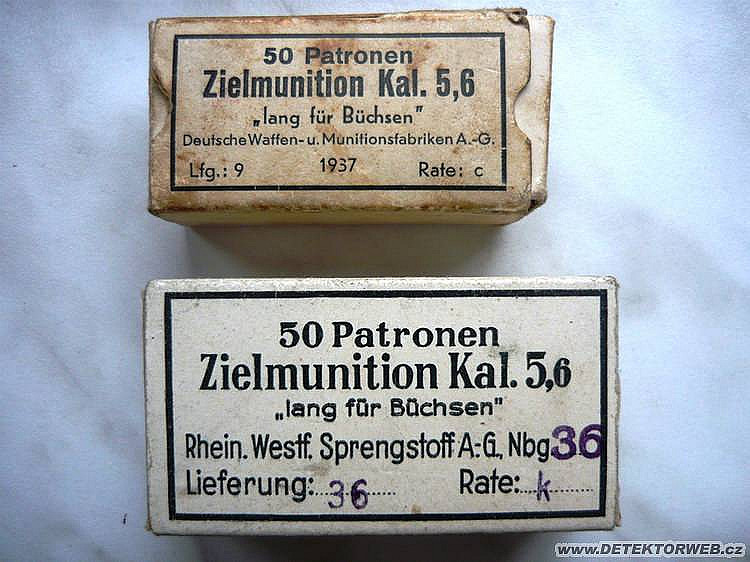 50 Patronen
Zielmunition Kal. 5,6
„lang für Büchsen"
Deutsche Waffen- u. Munitionsfabriken A.-G.
Lfg.: 9 1937 Rate: c
50 Patronen
Zielmunition Kal. 5,6
„lang für Büchsen"
Rhein. Westf. Sprengstoff A.-G., Nbg. 36
Lieferung: 36 Rate: k
www.DETEKTORWEB.cz